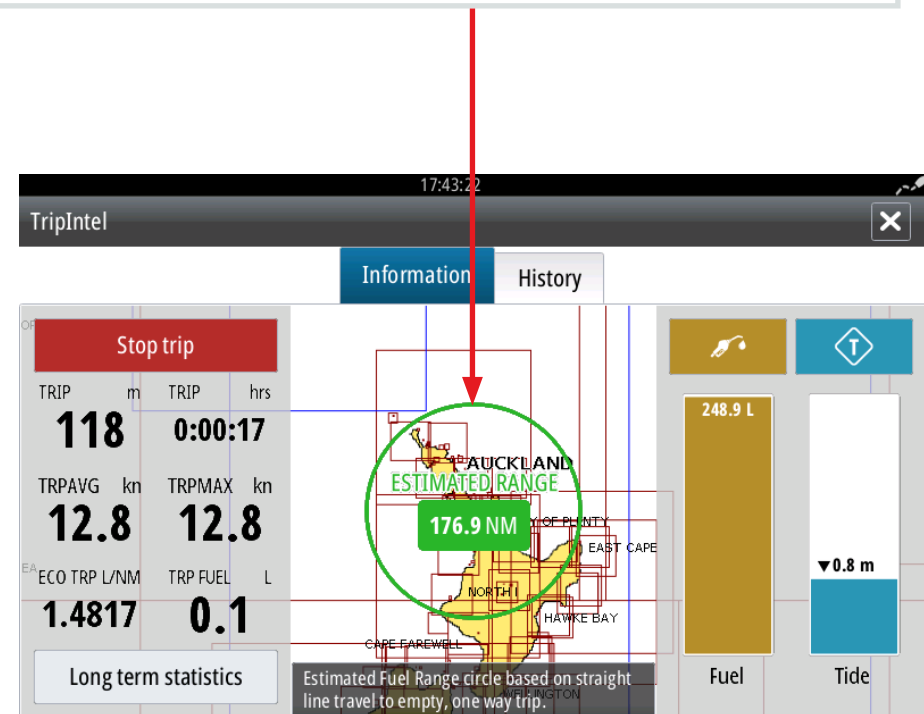 17:43:22
TripIntel
Information
History
Stop trip
TRIP m TRIP hrs
118 0:00:17
TRPAVG kn TRPMAX kn
12.8 12.8
ECO TRP L/NM TRP FUEL L
1.4817 0.1
Long term statistics
AUCKLAND
ESTIMATED RANGE
176.9 NM
Y OF PLENTY
EAST CAPE
NORTH I
HAWKE BAY
CAPE FAREWELL
WELLINGTON
Estimated Fuel Range circle based on straight
line travel to empty, one way trip.
T
248.9 L
▼0.8 m
Fuel
Tide